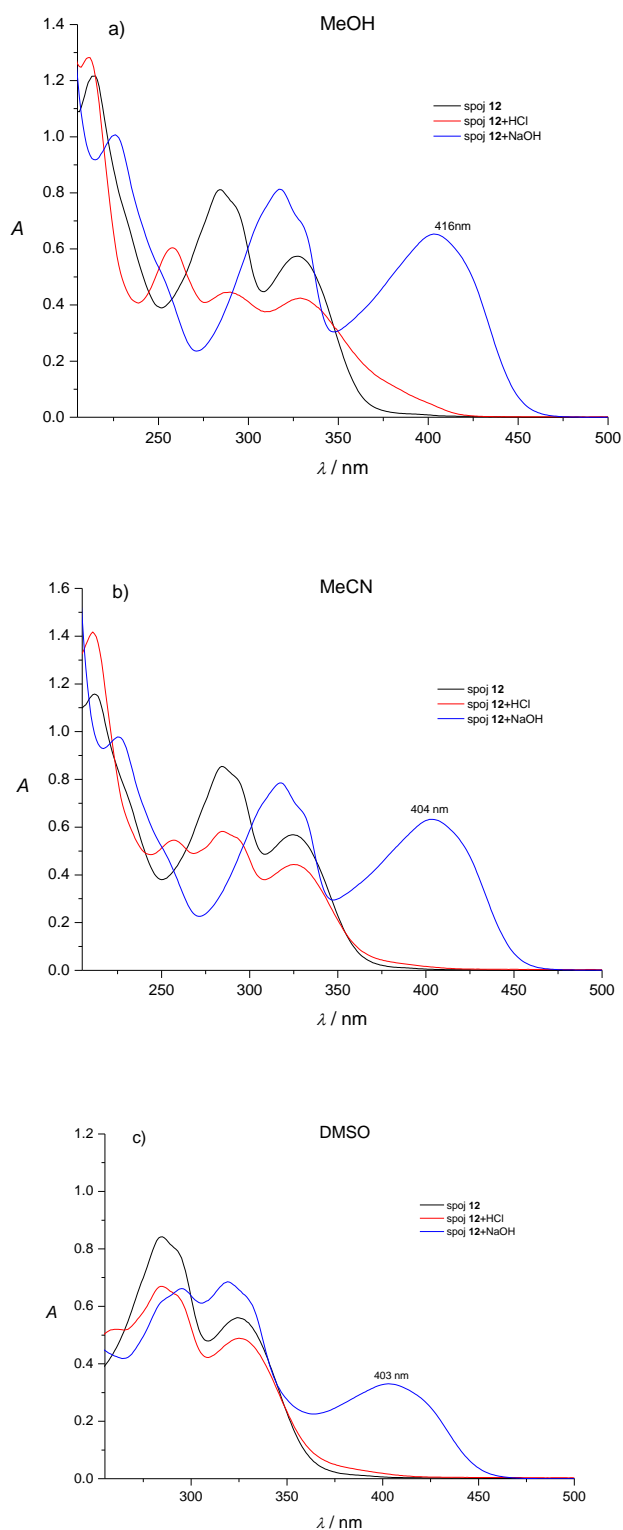 a)
MeOH
1.4
1.2
1.0
0.8
0.6
0.4
0.2
0.0
A
spoj 12
spoj 12+HCl
spoj 12+NaOH
416nm
250 300 350 400 450 500
λ / nm
b)
MeCN
1.6
1.4
1.2
1.0
0.8
0.6
0.4
0.2
0.0
A
spoj 12
spoj 12+HCl
spoj 12+NaOH
404 nm
250 300 350 400 450 500
λ / nm
c)
DMSO
1.2
1.0
0.8
0.6
0.4
0.2
0.0
A
spoj 12
spoj 12+HCl
spoj 12+NaOH
403 nm
300 350 400 450 500
λ / nm